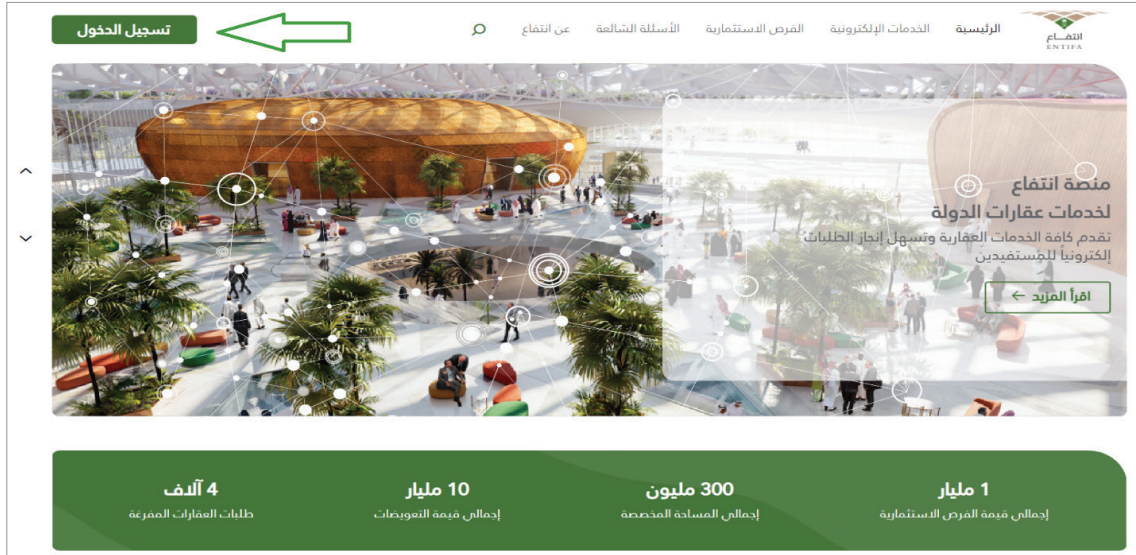 انتفـــاع
ENTIFA
الرئيسية
الخدمات الإلكترونية
الفرص الاستثمارية
الأسئلة الشائعة
عن انتفاع
تسجيل الدخول
منصة انتفاع
لخدمات عقارات الدولة
تقدم كافة الخدمات العقارية وتسهل إنجاز الطلبات
إلكترونياً للمستفيدين
اقرأ المزيد ←
1 مليار
إجمالي قيمة الفرص الاستثمارية
300 مليون
إجمالي المساحة المخصصة
10 مليار
إجمالي قيمة التعويضات
4 آلاف
طلبات العقارات المفرغة